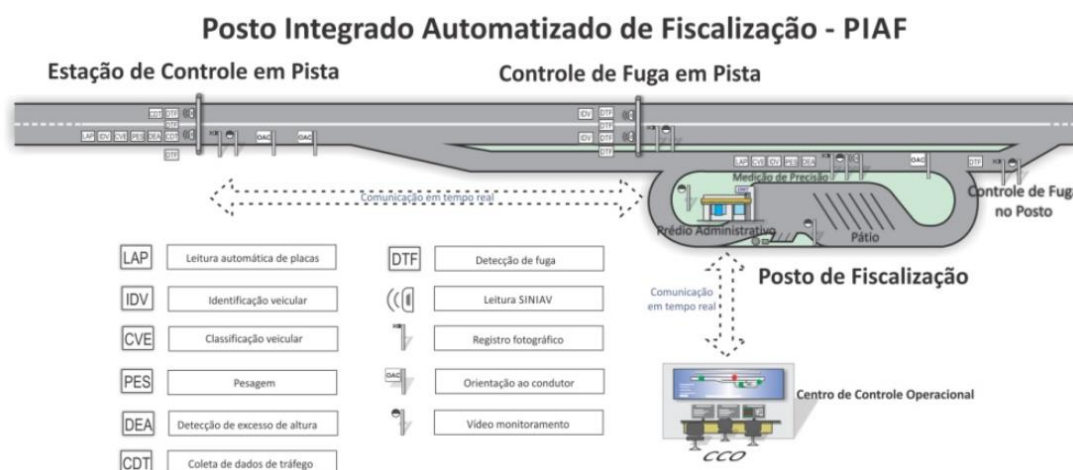 Posto Integrado Automatizado de Fiscalização - PIAF
Estação de Controle em Pista
Controle de Fuga em Pista
CDT DTF
DTF
LAP IDV CVE PES DEA CDT
DTF
OAC OAC
IDV DTF
DTF
IDV DTF
DTF
LAP CVE IDV PES DEA
OAC
DTF
Medição de Precisão
Controle de Fuga
no Posto
Comunicação em tempo real
Prédio Administrativo
Pátio
Posto de Fiscalização
Comunicação
em tempo real
LAP Leitura automática de placas
IDV Identificação veicular
CVE Classificação veicular
PES Pesagem
DEA Detecção de excesso de altura
CDT Coleta de dados de tráfego
DTF Detecção de fuga
Leitura SINIAV
Registro fotográfico
OAC Orientação ao condutor
Vídeo monitoramento
Centro de Controle Operacional
CCO